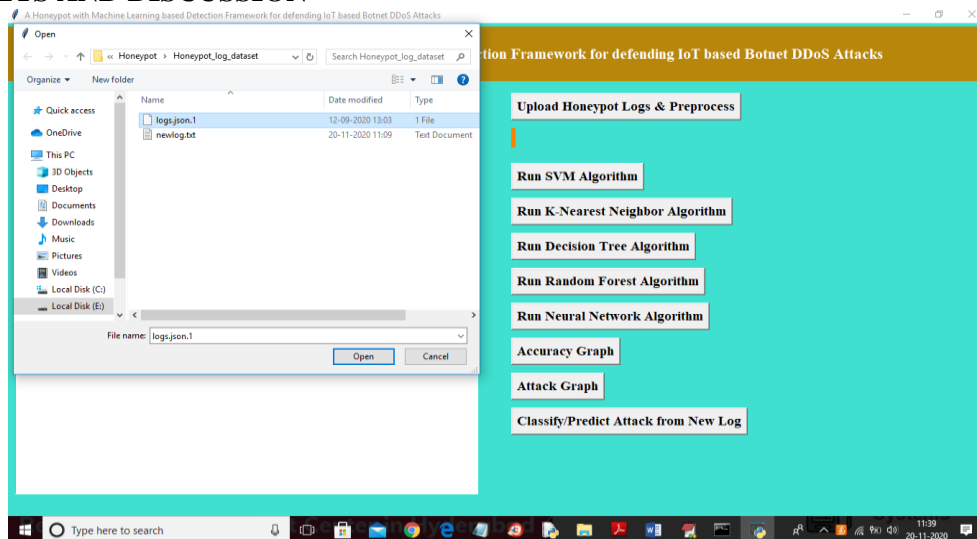 A Honeypot with Machine Learning based Detection Framework for defending IoT based Botnet DDoS Attacks
Open
« Honeypot › Honeypot_log_dataset
Search Honeypot_log_dataset
tion Framework for defending IoT based Botnet DDoS Attacks
Organize
New folder
Name
Date modified
Type
Quick access
OneDrive
This PC
3D Objects
Desktop
Documents
Downloads
Music
Pictures
Videos
Local Disk (C:)
Local Disk (E:)
logs.json.1
12-09-2020 13:03
1 File
newlog.txt
20-11-2020 11:09
Text Document
File name:
logs.json.1
Open
Cancel
Upload Honeypot Logs & Preprocess
Run SVM Algorithm
Run K-Nearest Neighbor Algorithm
Run Decision Tree Algorithm
Run Random Forest Algorithm
Run Neural Network Algorithm
Accuracy Graph
Attack Graph
Classify/Predict Attack from New Log
Type here to search
11:39
20-11-2020